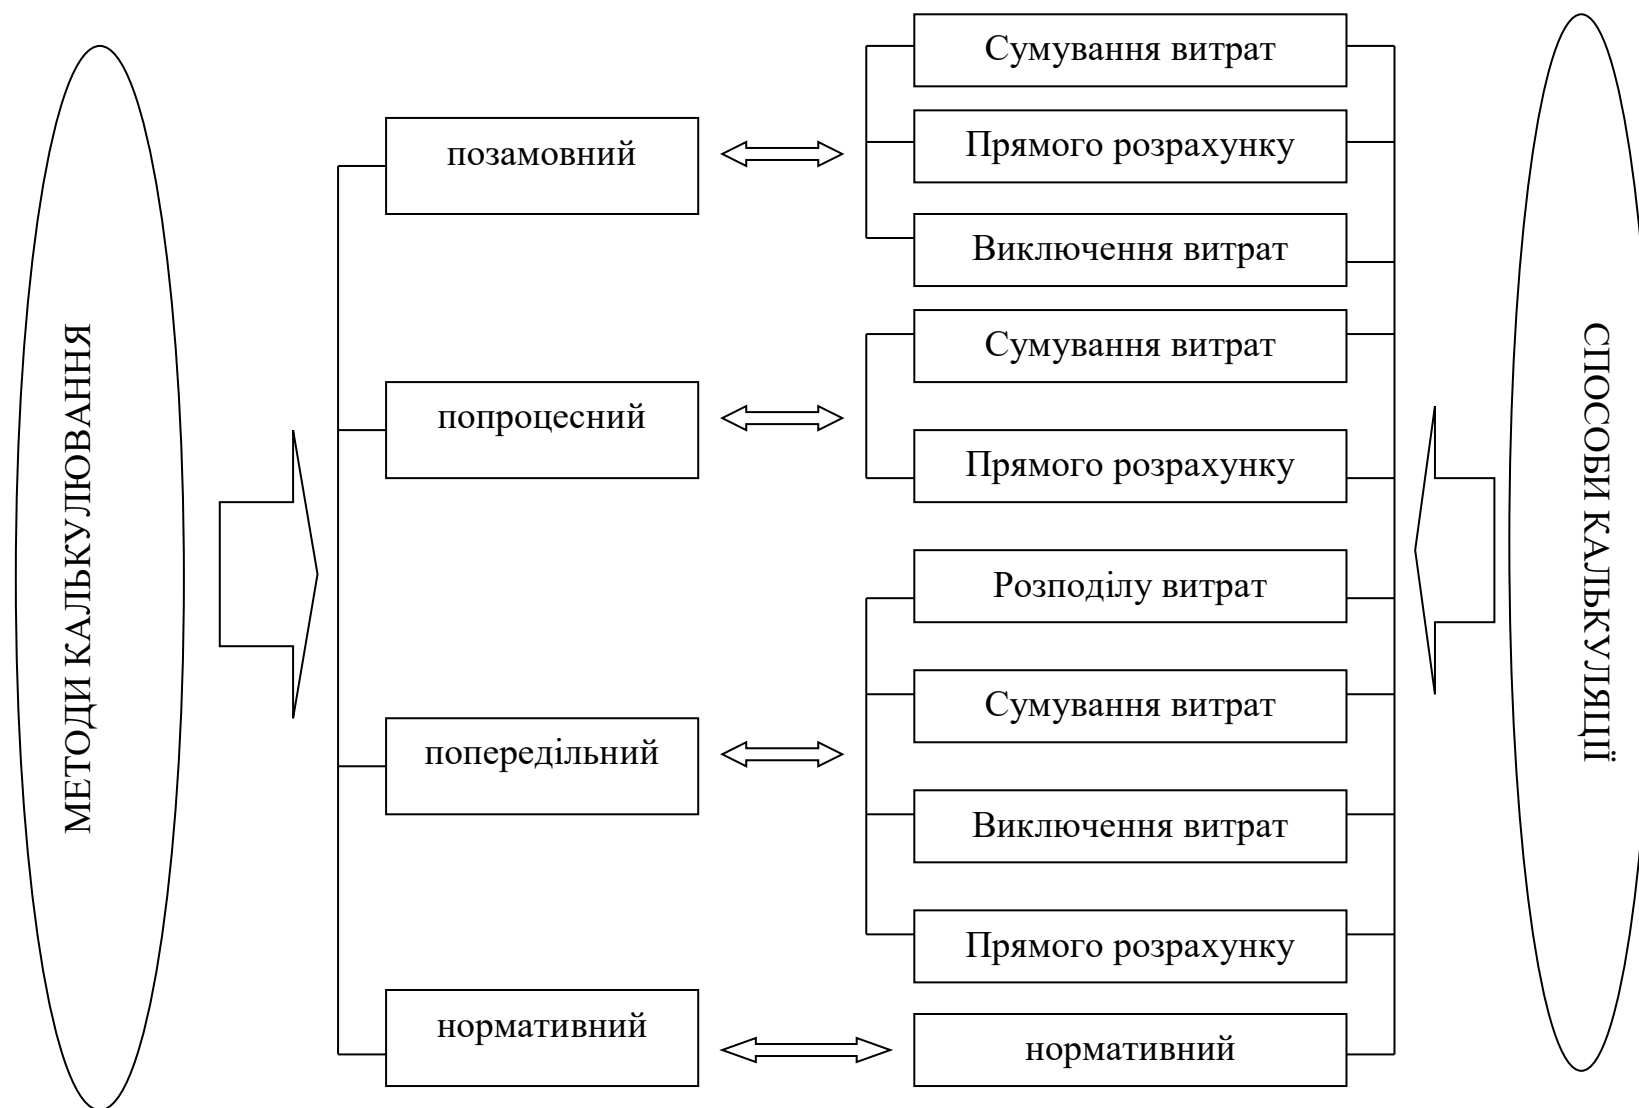 МЕТОДИ КАЛЬКУЛЮВАННЯ
позамовний
Сумування витрат
Прямого розрахунку
Виключення витрат
попроцесний
Сумування витрат
Прямого розрахунку
попередільний
Розподілу витрат
Сумування витрат
Виключення витрат
Прямого розрахунку
нормативний
нормативний
СПОСОБИ КАЛЬКУЛЯЦІЇ